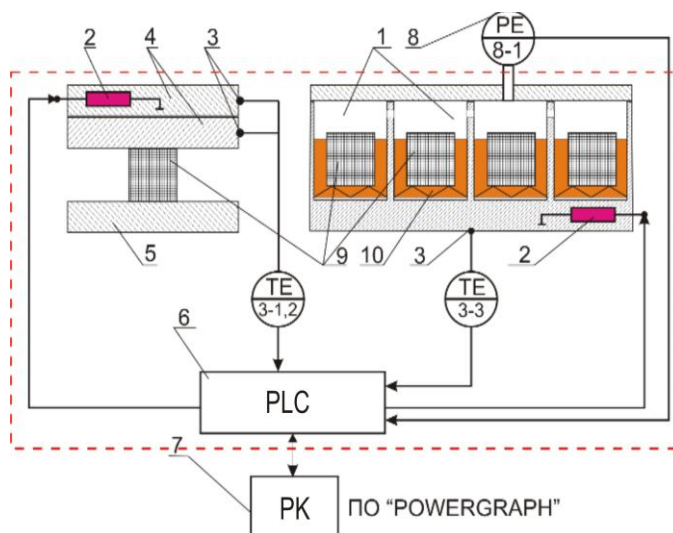 2 4 3 1 8 PE
8-1
5 9 10 3 2
TE
3-1,2
TE
3-3
6
PLC
7
PK ПО “POWERGRAPH”